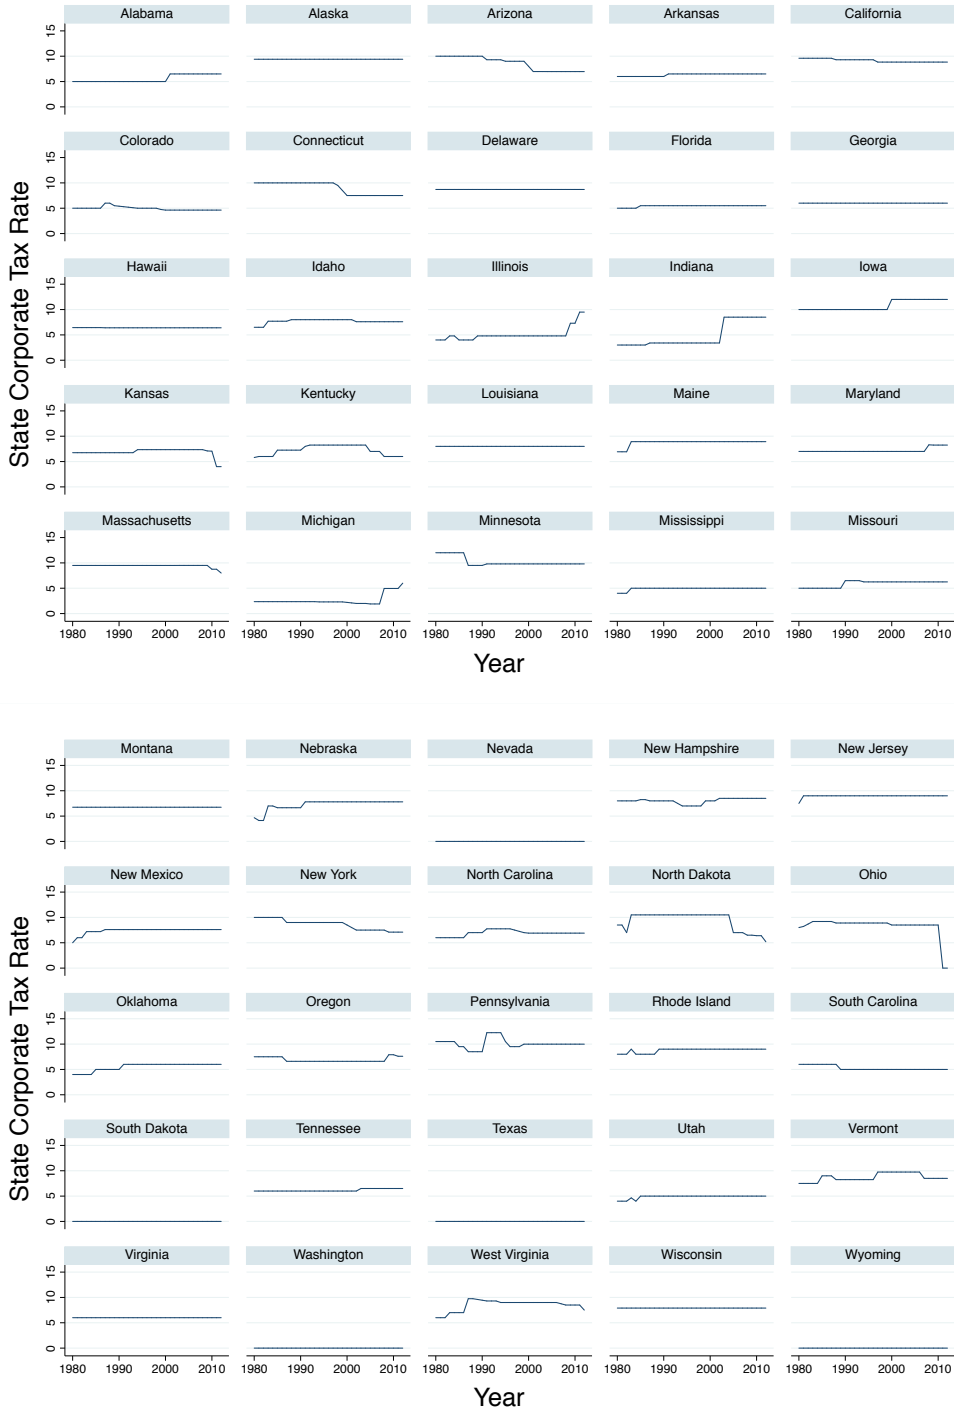 Alabama Alaska Arizona Arkansas California
15
10
5
0
Colorado Connecticut Delaware Florida Georgia
15
10
5
0
Hawaii Idaho Illinois Indiana Iowa
15
10
5
0
Kansas Kentucky Louisiana Maine Maryland
15
10
5
0
Massachusetts Michigan Minnesota Mississippi Missouri
15
10
5
0
State Corporate Tax Rate
1980 1990 2000 2010 1980 1990 2000 2010 1980 1990 2000 2010 1980 1990 2000 2010 1980 1990 2000 2010
Year
Montana Nebraska Nevada New Hampshire New Jersey
15
10
5
0
New Mexico New York North Carolina North Dakota Ohio
15
10
5
0
Oklahoma Oregon Pennsylvania Rhode Island South Carolina
15
10
5
0
South Dakota Tennessee Texas Utah Vermont
15
10
5
0
Virginia Washington West Virginia Wisconsin Wyoming
15
10
5
0
State Corporate Tax Rate
1980 1990 2000 2010 1980 1990 2000 2010 1980 1990 2000 2010 1980 1990 2000 2010 1980 1990 2000 2010
Year